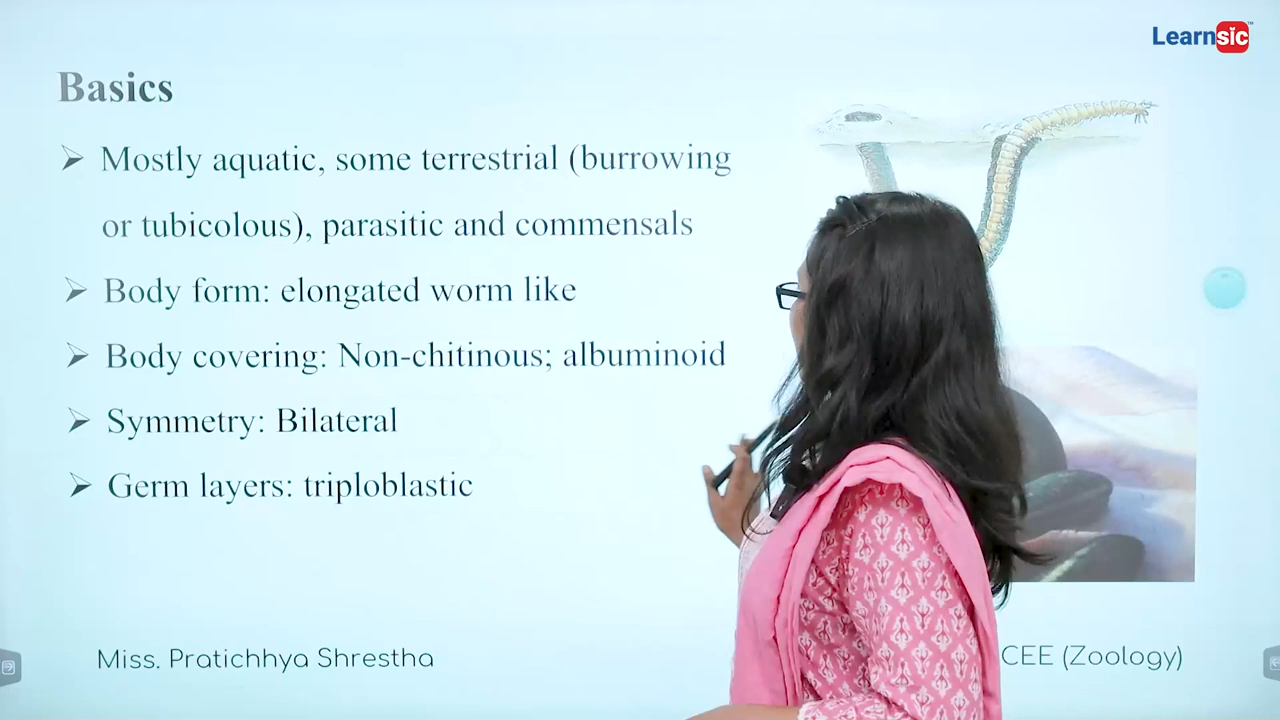 Learnsic™
Basics
➢ Mostly aquatic, some terrestrial (burrowing
or tubicolous), parasitic and commensals
➢ Body form: elongated worm like
➢ Body covering: Non-chitinous; albuminoid
➢ Symmetry: Bilateral
➢ Germ layers: triploblastic
Miss. Pratichhya Shrestha
CEE (Zoology)